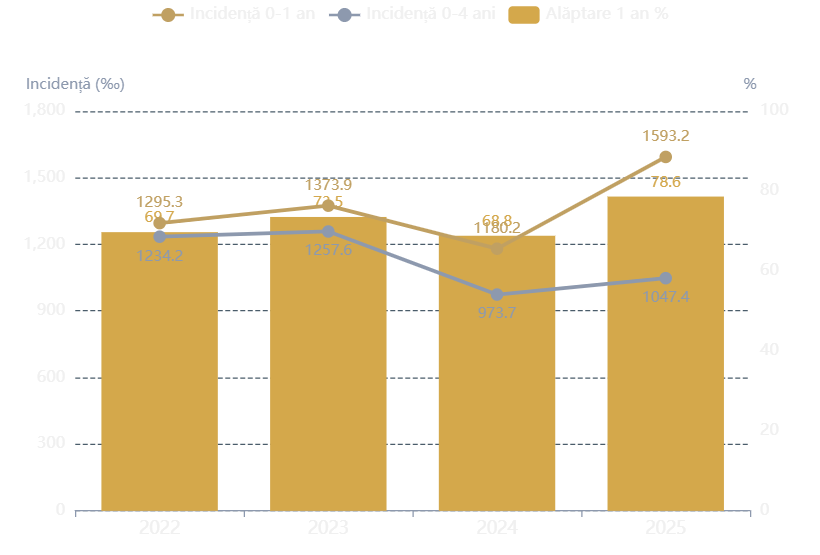 Incidență 0-1 an Incidență 0-4 ani Alăptare 1 an %
Incidență (‰) %
1,800 100
1593.2
1,500 1373.9 78.6 80
1295.3 72.5
69.7 68.8
1180.2
1,200 1234.2 1257.6 60
1047.4
900 973.7
40
600
300 20
0 0
2022 2023 2024 2025